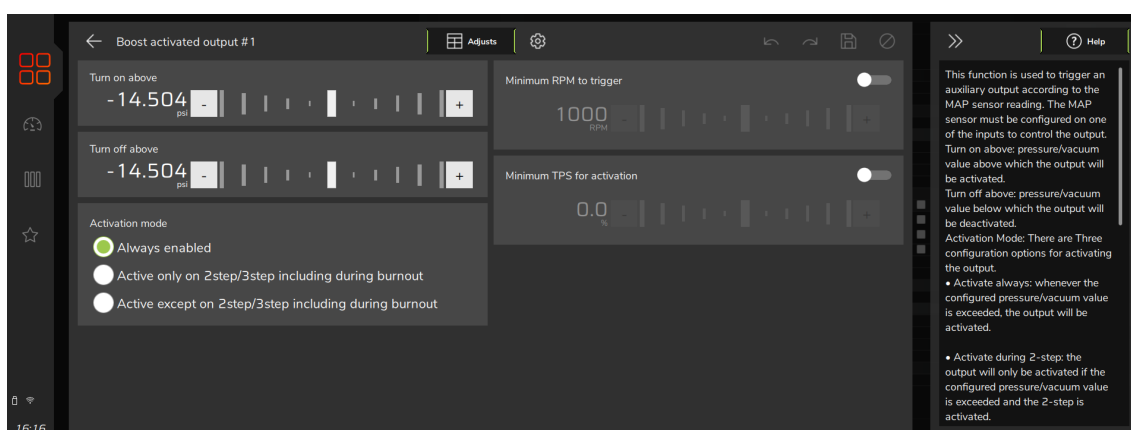 Boost activated output #1
Adjusts
Turn on above
-14.504
psi
-
+
Turn off above
-14.504
psi
-
+
Activation mode
Always enabled
Active only on 2step/3step including during burnout
Active except on 2step/3step including during burnout
Minimum RPM to trigger
1000
RPM
-
+
Minimum TPS for activation
0.0
%
-
+
Help
This function is used to trigger an
auxiliary output according to the
MAP sensor reading. The MAP
sensor must be configured on one
of the inputs to control the output.
Turn on above: pressure/vacuum
value above which the output will
be activated.
Turn off above: pressure/vacuum
value below which the output will
be deactivated.
Activation Mode: There are Three
configuration options for activating
the output.
• Activate always: whenever the
configured pressure/vacuum value
is exceeded, the output will be
activated.
• Activate during 2-step: the
output will only be activated if the
configured pressure/vacuum value
is exceeded and the 2-step is
activated.
16:16